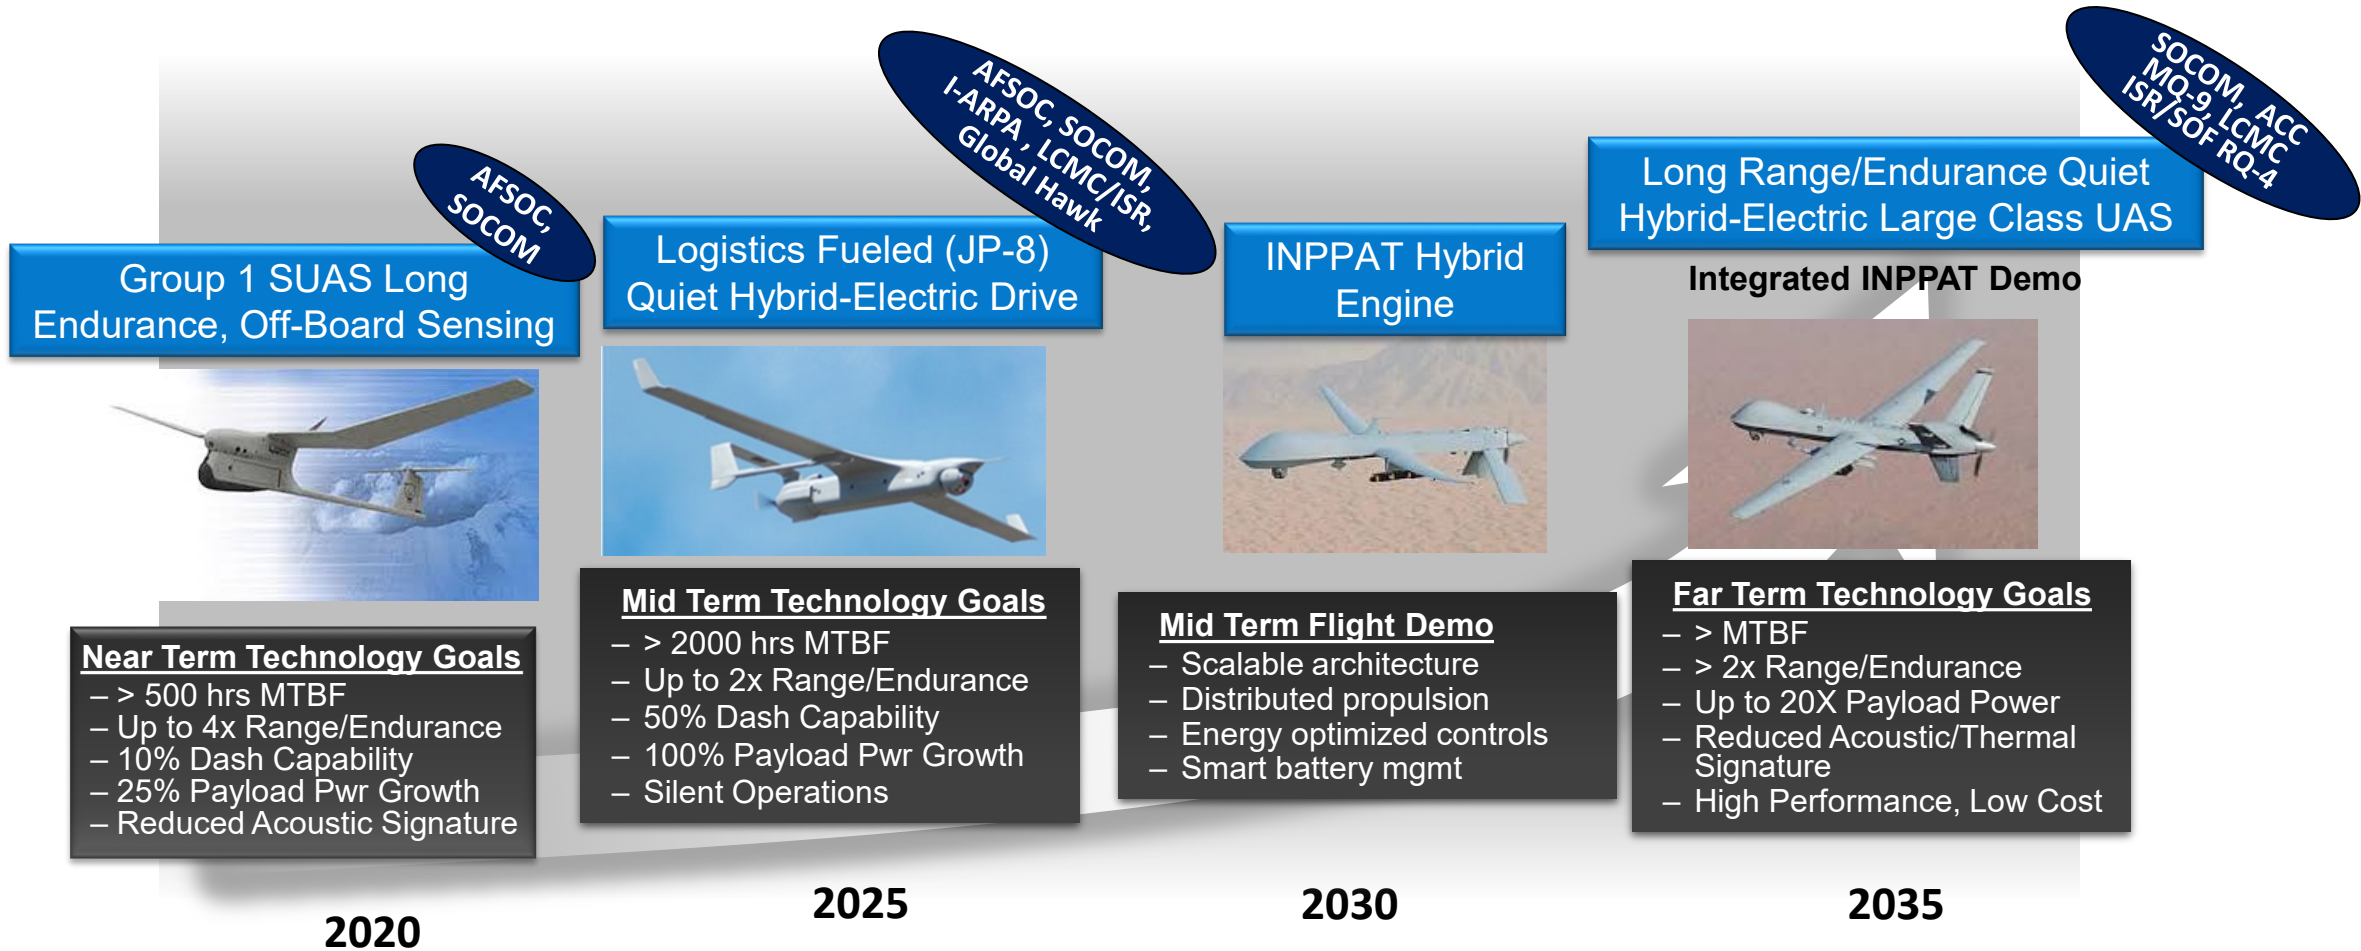 AFSOC,
SOCOM
Group 1 SUAS Long
Endurance, Off-Board Sensing
Near Term Technology Goals
– > 500 hrs MTBF
– Up to 4x Range/Endurance
– 10% Dash Capability
– 25% Payload Pwr Growth
– Reduced Acoustic Signature
2020
AFSOC, SOCOM,
I-ARPA , LCMC/ISR,
Global Hawk
Logistics Fueled (JP-8)
Quiet Hybrid-Electric Drive
Mid Term Technology Goals
– > 2000 hrs MTBF
– Up to 2x Range/Endurance
– 50% Dash Capability
– 100% Payload Pwr Growth
– Silent Operations
2025
INPPAT Hybrid
Engine
Mid Term Flight Demo
– Scalable architecture
– Distributed propulsion
– Energy optimized controls
– Smart battery mgmt
2030
SOCOM, ACC
MQ-9, LCMC
ISR/SOF RQ-4
Long Range/Endurance Quiet
Hybrid-Electric Large Class UAS
Integrated INPPAT Demo
Far Term Technology Goals
– > MTBF
– > 2x Range/Endurance
– Up to 20X Payload Power
– Reduced Acoustic/Thermal
Signature
– High Performance, Low Cost
2035